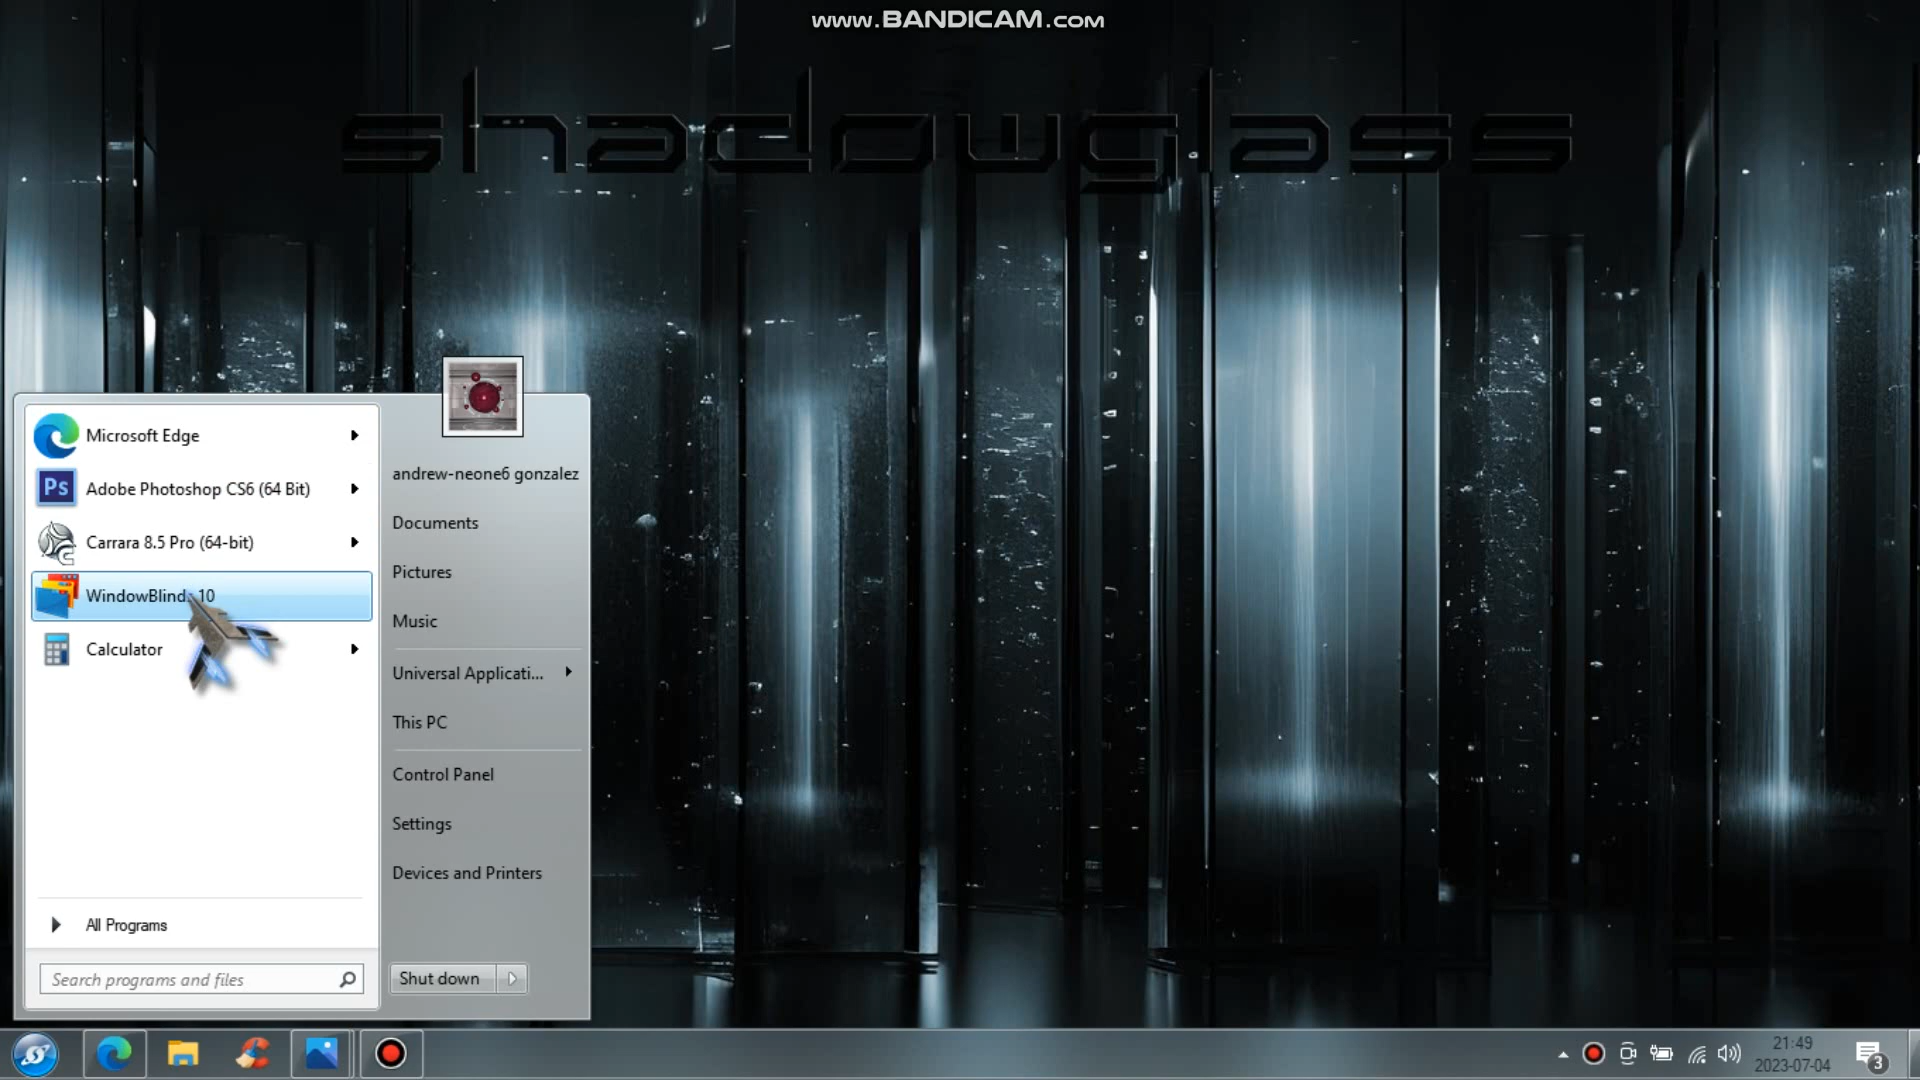 www.BANDICAM.com
shadowglass
Microsoft Edge
Ps
Adobe Photoshop CS6 (64 Bit)
Carrara 8.5 Pro (64-bit)
10
Calculator
All Programs
Search programs and files
andrew-neone6 gonzalez
Documents
Pictures
Music
Universal Applicati...
This PC
Control Panel
Settings
Devices and Printers
Shut down
21:49
2023-07-04
3